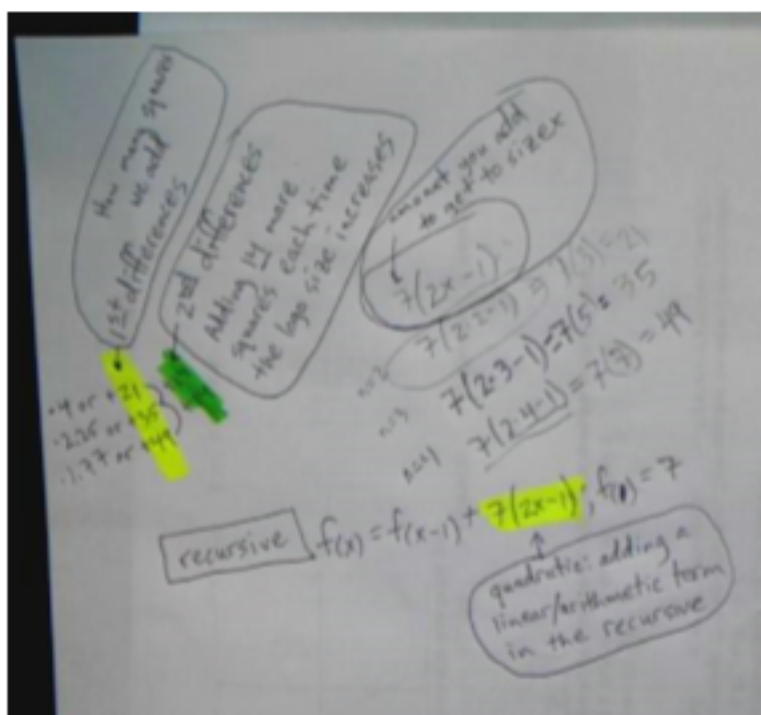 How many squares
we add
1st differences
2nd differences
Adding 14 more
squares each time
the logo size increases
amount you add
to get to size x
7(2x-1)
n=2 7(2·2-1) = 7(3) = 21
n=3 7(2·3-1)=7(5)=35
n=4 7(2·4-1) = 7(7) = 49
·4 or +21
·2.25 or +35
·1.77 or +49
recursive f(x) = f(x-1) + 7(2x-1); f(1) = 7
quadratic: adding a
linear/arithmetic term
in the recursive